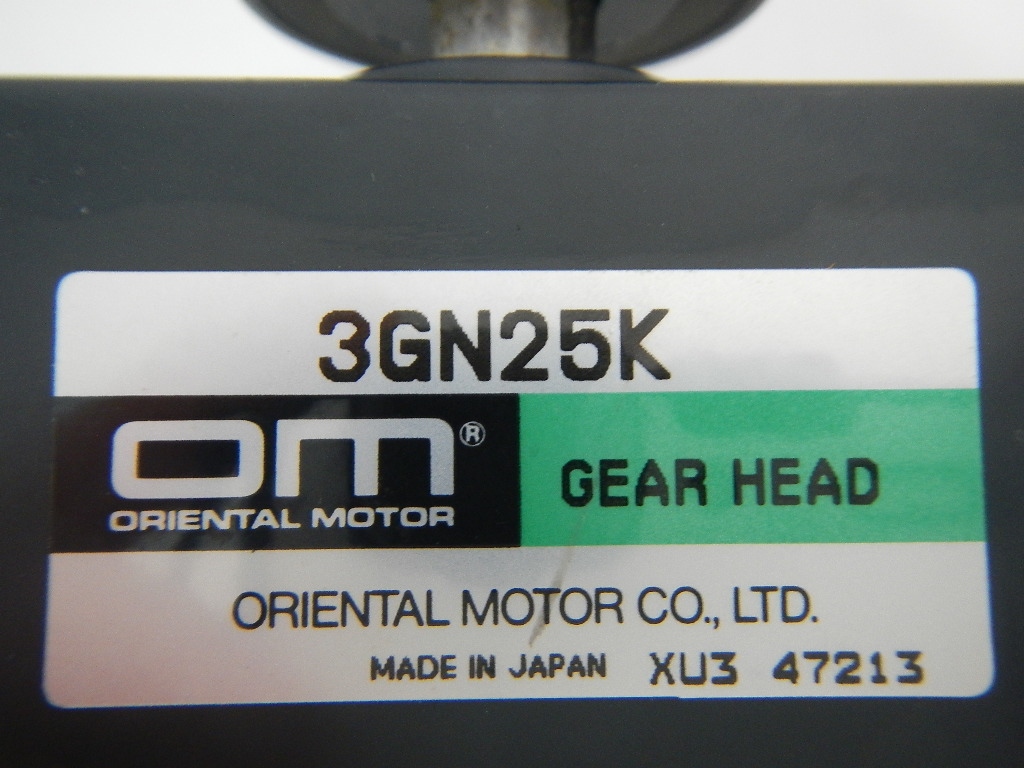 3GN25K
OM®
ORIENTAL MOTOR
GEAR HEAD
ORIENTAL MOTOR CO., LTD.
MADE IN JAPAN XU3 47213